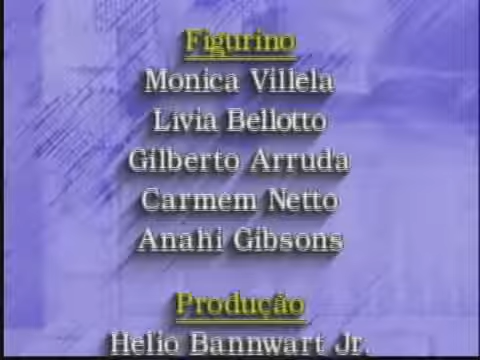 Figurino
Monica Villela
Livia Bellotto
Gilberto Arruda
Carmem Netto
Anahi Gibsons
Produção
Helio Bannwart Jr.